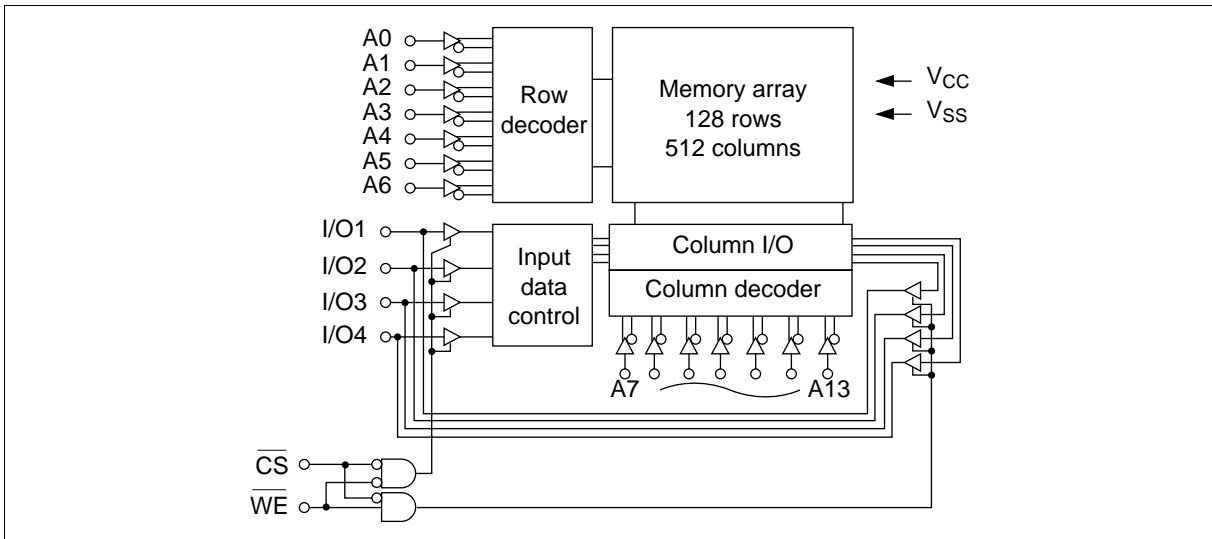 A0
A1
A2
A3
A4
A5
A6
Row
decoder
Memory array
128 rows
512 columns
VCC
VSS
I/O1
I/O2
I/O3
I/O4
Input
data
control
Column I/O
Column decoder
A7
A13
CS
WE